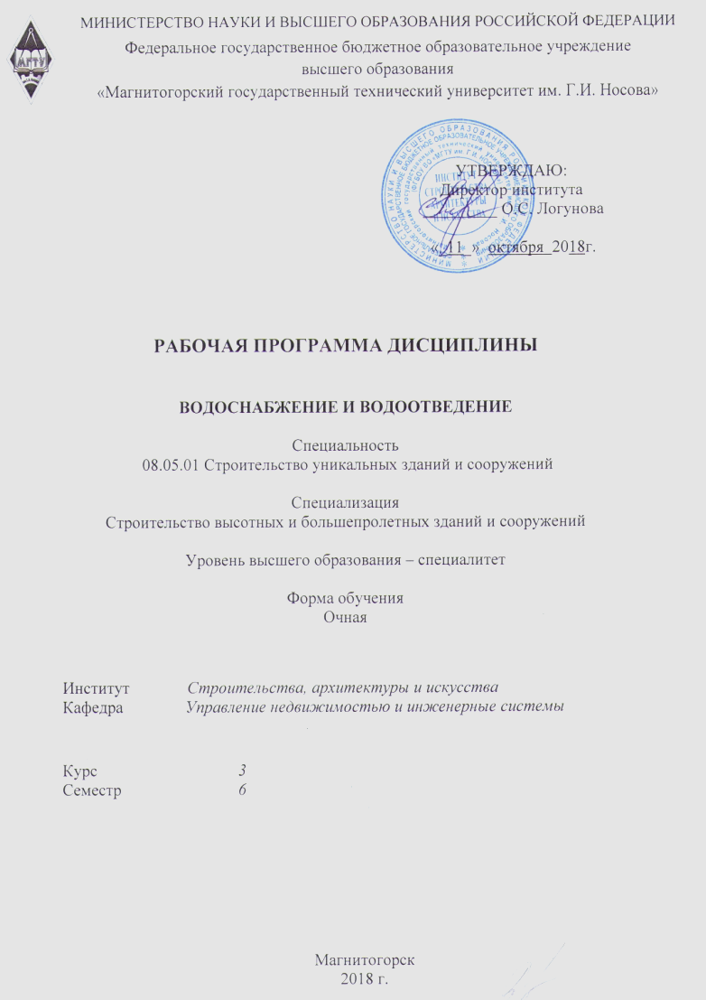 МИНИСТЕРСТВО НАУКИ И ВЫСШЕГО ОБРАЗОВАНИЯ РОССИЙСКОЙ ФЕДЕРАЦИИ
Федеральное государственное бюджетное образовательное учреждение
высшего образования
«Магнитогорский государственный технический университет им. Г.И. Носова»
МГТУ
УТВЕРЖДАЮ:
Директор института
О.С. Логунова
« 11 » октября 2018г.
РАБОЧАЯ ПРОГРАММА ДИСЦИПЛИНЫ
ВОДОСНАБЖЕНИЕ И ВОДООТВЕДЕНИЕ
Специальность
08.05.01 Строительство уникальных зданий и сооружений
Специализация
Строительство высотных и большепролетных зданий и сооружений
Уровень высшего образования – специалитет
Форма обучения
Очная
Институт Строительства, архитектуры и искусства
Кафедра Управление недвижимостью и инженерные системы
Курс 3
Семестр 6
Магнитогорск
2018 г.